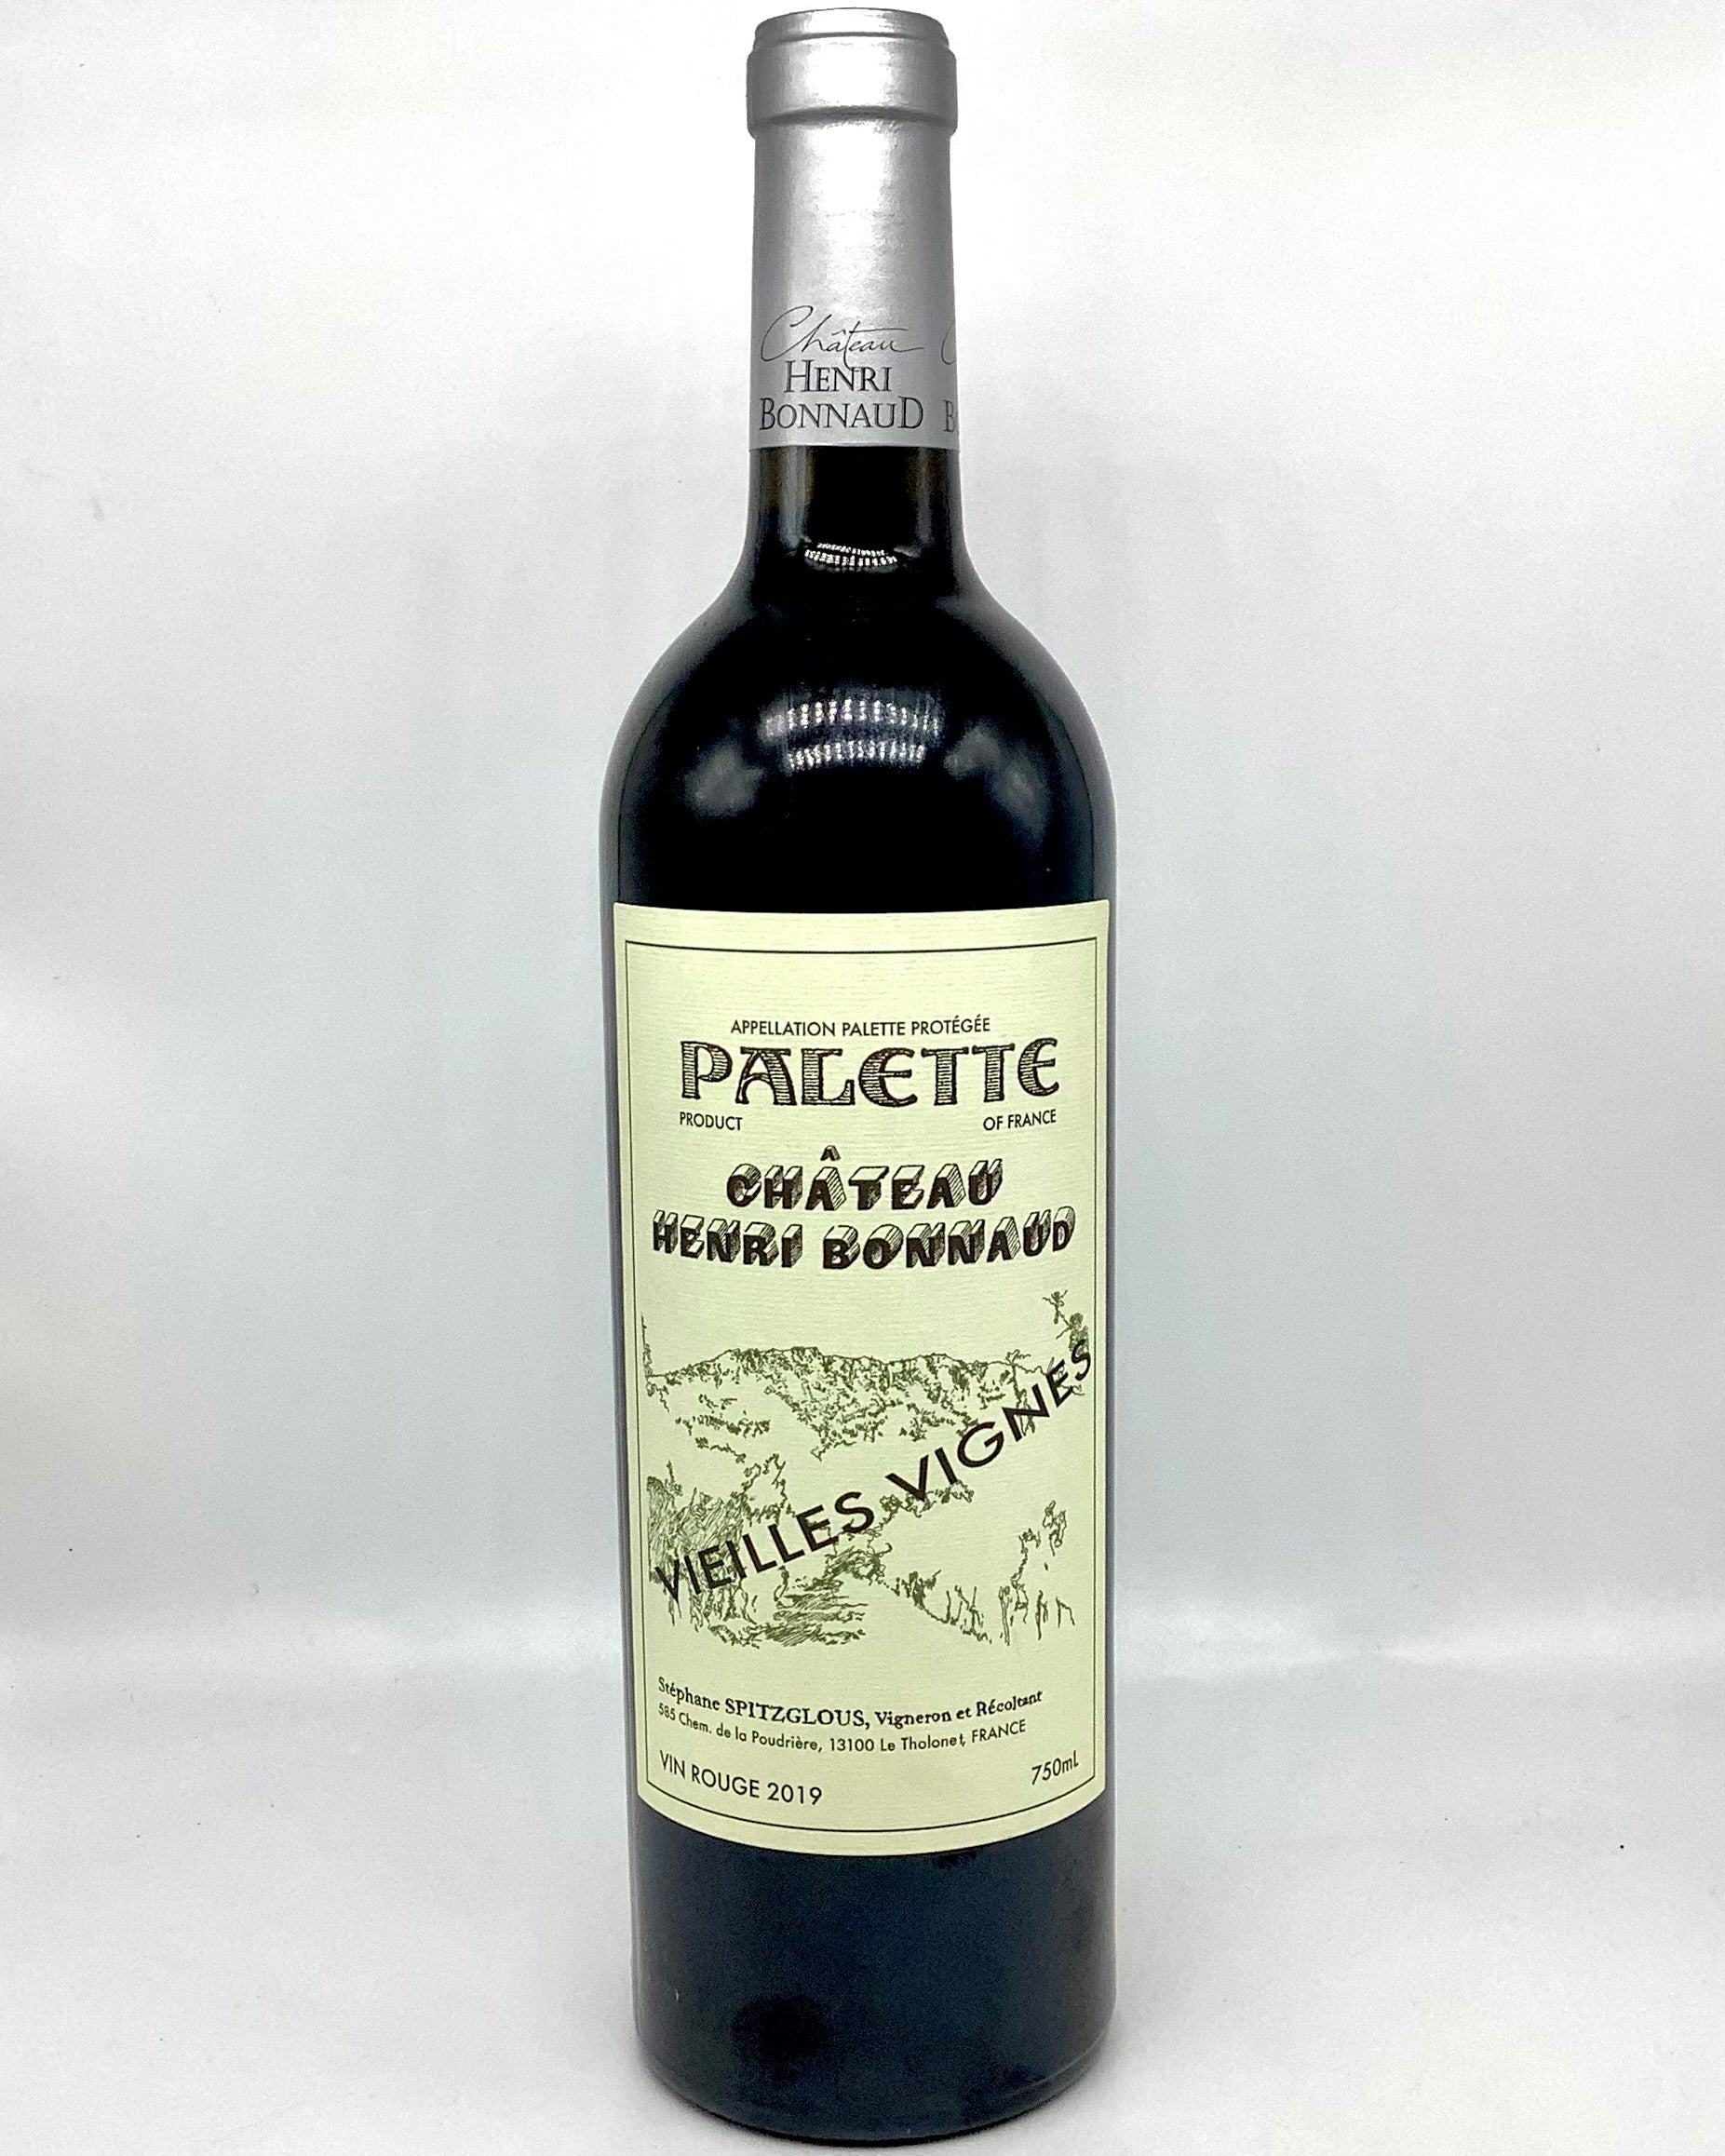 Château
HENRI
BONNAUD
APPELLATION PALETTE PROTÉGÉE
PALETTE
PRODUCT OF FRANCE
CHÂTEAU
HENRI BONNAUD
VIEILLES VIGNES
Stéphane SPITZGLOUS, Vigneron et Récoltant
585 Chem. de la Poudrière, 13100 Le Tholonet, FRANCE
VIN ROUGE 2019 750mL